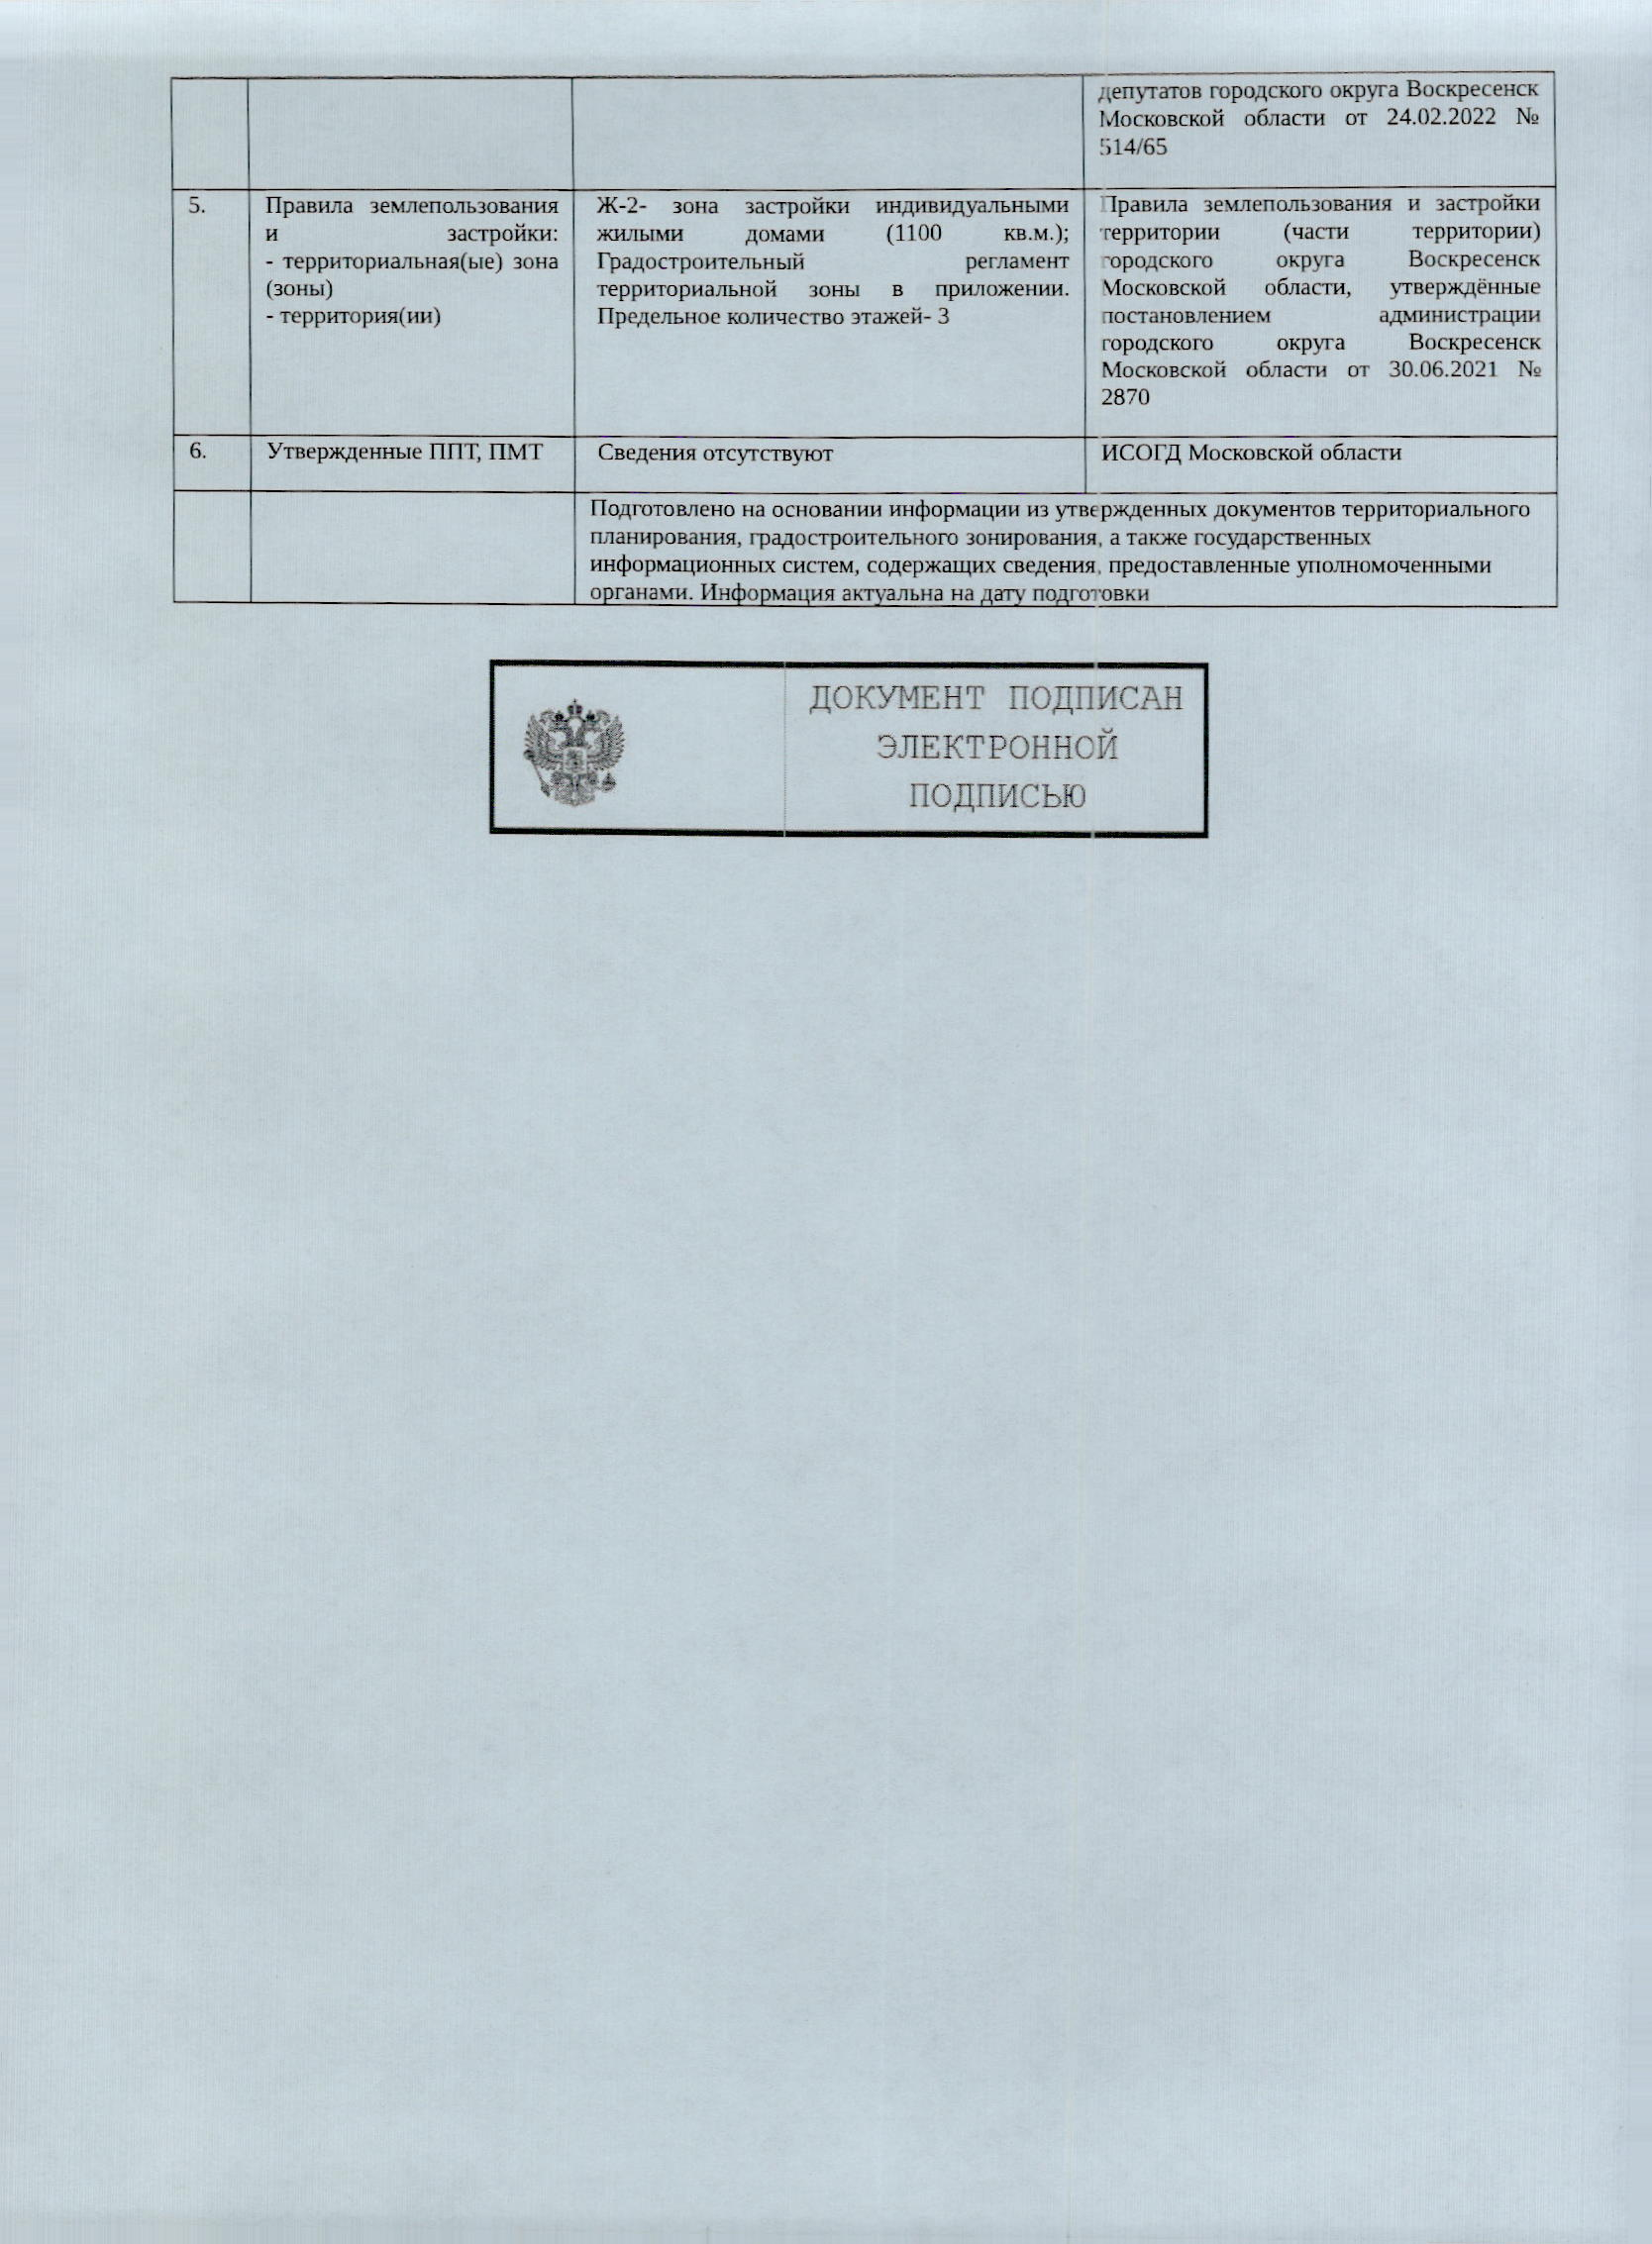 депутатов городского округа Воскресенск
Московской области от 24.02.2022 №
514/65
5.
Правила землепользования
и застройки:
- территориальная(ые) зона
(зоны)
- территория(ии)
Ж-2- зона застройки индивидуальными
жилыми домами (1100 кв.м.);
Градостроительный регламент
территориальной зоны в приложении.
Предельное количество этажей- 3
Правила землепользования и застройки
территории (части территории)
городского округа Воскресенск
Московской области, утверждённые
постановлением администрации
городского округа Воскресенск
Московской области от 30.06.2021 №
2870
6.
Утвержденные ППТ, ПМТ
Сведения отсутствуют
ИСОГД Московской области
Подготовлено на основании информации из утвержденных документов территориального
планирования, градостроительного зонирования, а также государственных
информационных систем, содержащих сведения, предоставленные уполномоченными
органами. Информация актуальна на дату подготовки
ДОКУМЕНТ ПОДПИСАН
ЭЛЕКТРОННОЙ
ПОДПИСЬЮ